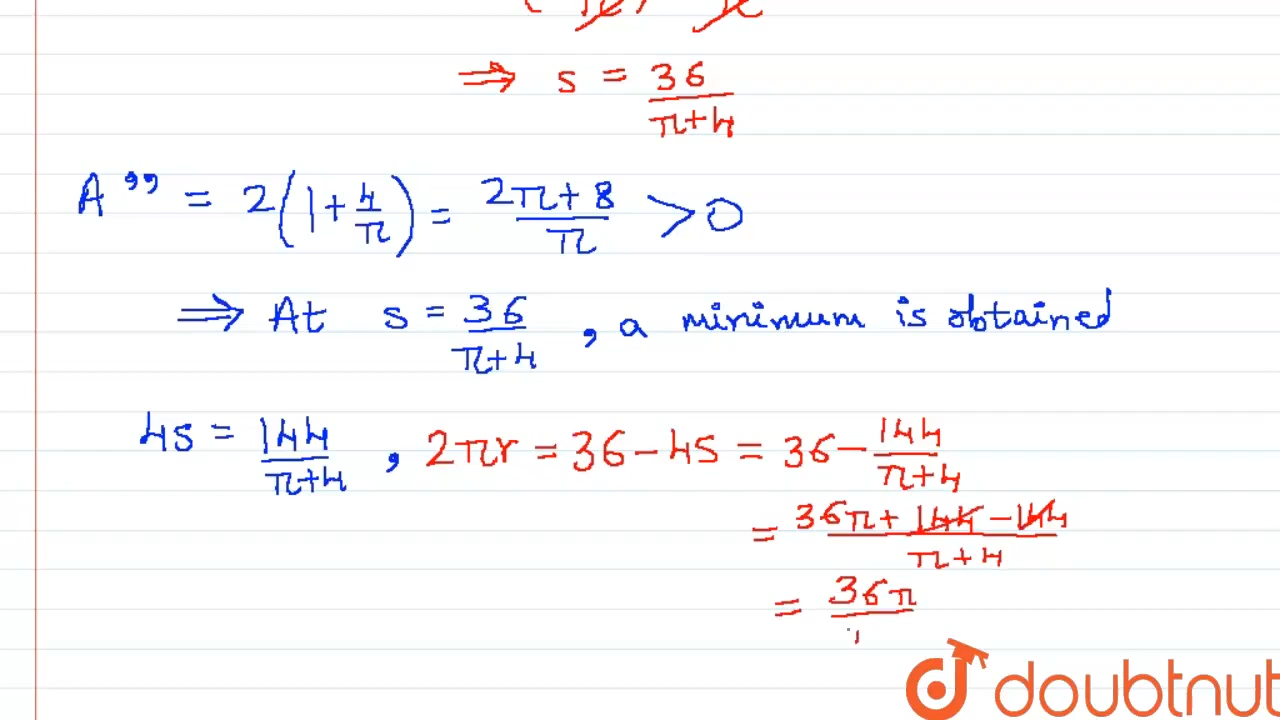 ⇒ s = 36/(π+4)
A'' = 2(1+4/π) = (2π+8)/π > 0
⇒ At s = 36/(π+4), a minimum is obtained
4s = 144/(π+4), 2πr = 36-4s = 36 - 144/(π+4)
= (36π+144-144)/(π+4)
= 36π
doubtnut